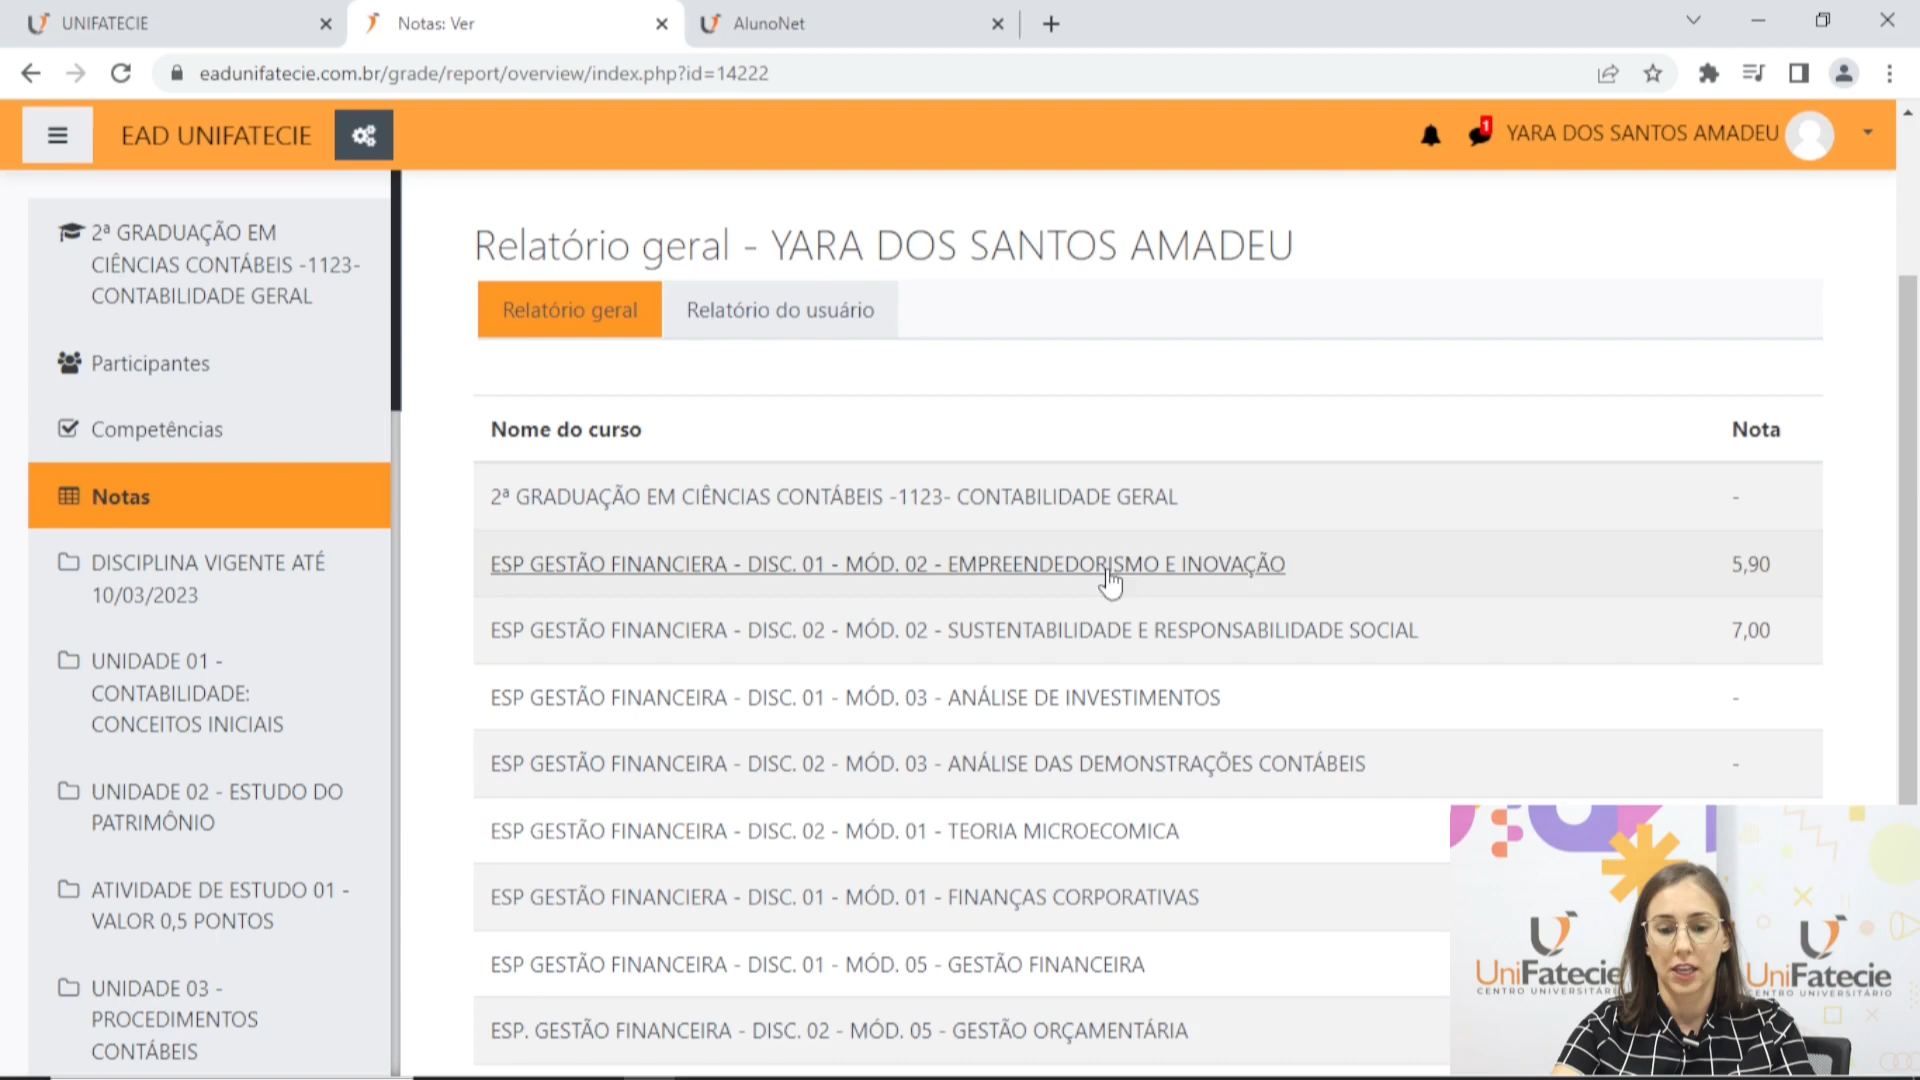 UNIFATECIE
Notas: Ver
AlunoNet
eadunifatecie.com.br/grade/report/overview/index.php?id=14222
EAD UNIFATECIE
1
YARA DOS SANTOS AMADEU
2ª GRADUAÇÃO EM
CIÊNCIAS CONTÁBEIS -1123-
CONTABILIDADE GERAL
Participantes
Competências
Notas
DISCIPLINA VIGENTE ATÉ
10/03/2023
UNIDADE 01 -
CONTABILIDADE:
CONCEITOS INICIAIS
UNIDADE 02 - ESTUDO DO
PATRIMÔNIO
ATIVIDADE DE ESTUDO 01 -
VALOR 0,5 PONTOS
UNIDADE 03 -
PROCEDIMENTOS
CONTÁBEIS
Relatório geral - YARA DOS SANTOS AMADEU
Relatório geral Relatório do usuário
Nome do curso Nota
2ª GRADUAÇÃO EM CIÊNCIAS CONTÁBEIS -1123- CONTABILIDADE GERAL -
ESP GESTÃO FINANCIERA - DISC. 01 - MÓD. 02 - EMPREENDEDORISMO E INOVAÇÃO 5,90
ESP GESTÃO FINANCIERA - DISC. 02 - MÓD. 02 - SUSTENTABILIDADE E RESPONSABILIDADE SOCIAL 7,00
ESP GESTÃO FINANCEIRA - DISC. 01 - MÓD. 03 - ANÁLISE DE INVESTIMENTOS -
ESP GESTÃO FINANCEIRA - DISC. 02 - MÓD. 03 - ANÁLISE DAS DEMONSTRAÇÕES CONTÁBEIS -
ESP GESTÃO FINANCEIRA - DISC. 02 - MÓD. 01 - TEORIA MICROECOMICA
ESP GESTÃO FINANCIERA - DISC. 01 - MÓD. 01 - FINANÇAS CORPORATIVAS
ESP GESTÃO FINANCEIRA - DISC. 01 - MÓD. 05 - GESTÃO FINANCEIRA
ESP. GESTÃO FINANCEIRA - DISC. 02 - MÓD. 05 - GESTÃO ORÇAMENTÁRIA
UniFatecie
CENTRO UNIVERSITÁRI
UniFatecie
CENTRO UNIVERSITÁRIO